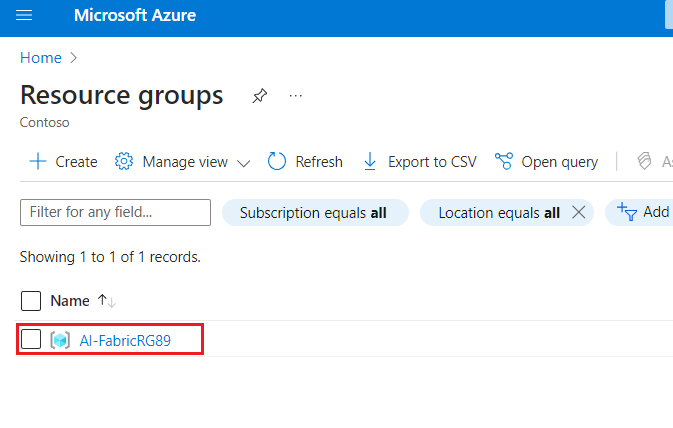 Microsoft Azure
Home
Resource groups
Contoso
Create
Manage view
Refresh
Export to CSV
Open query
Filter for any field...
Subscription equals all
Location equals all
Add
Showing 1 to 1 of 1 records.
Name
AI-FabricRG89